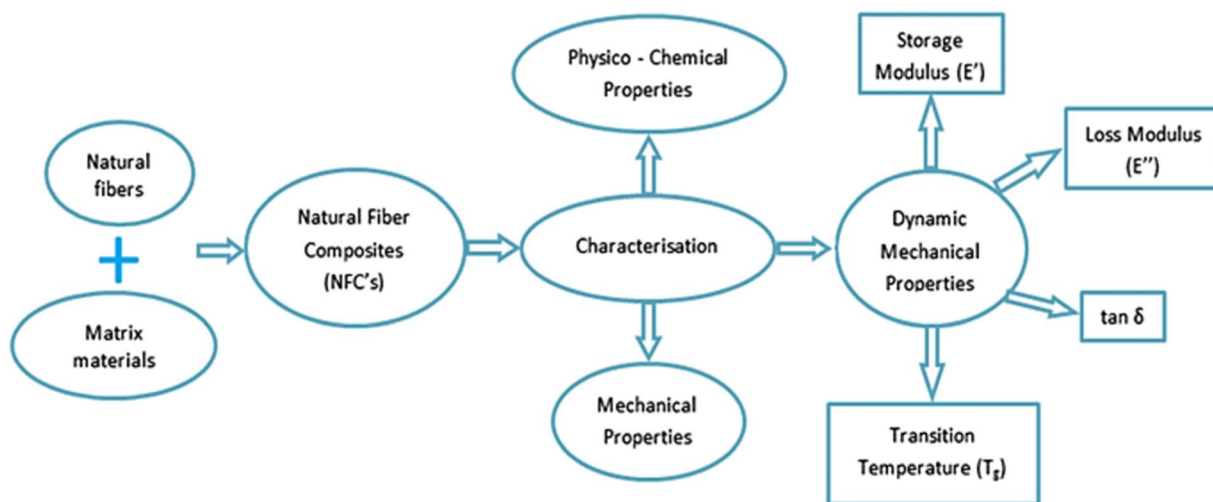 Natural
fibers
+
Matrix
materials
Natural Fiber
Composites
(NFC's)
Physico - Chemical
Properties
Characterisation
Mechanical
Properties
Dynamic
Mechanical
Properties
Storage
Modulus (E')
Loss Modulus
(E'')
tan δ
Transition
Temperature (Tg)